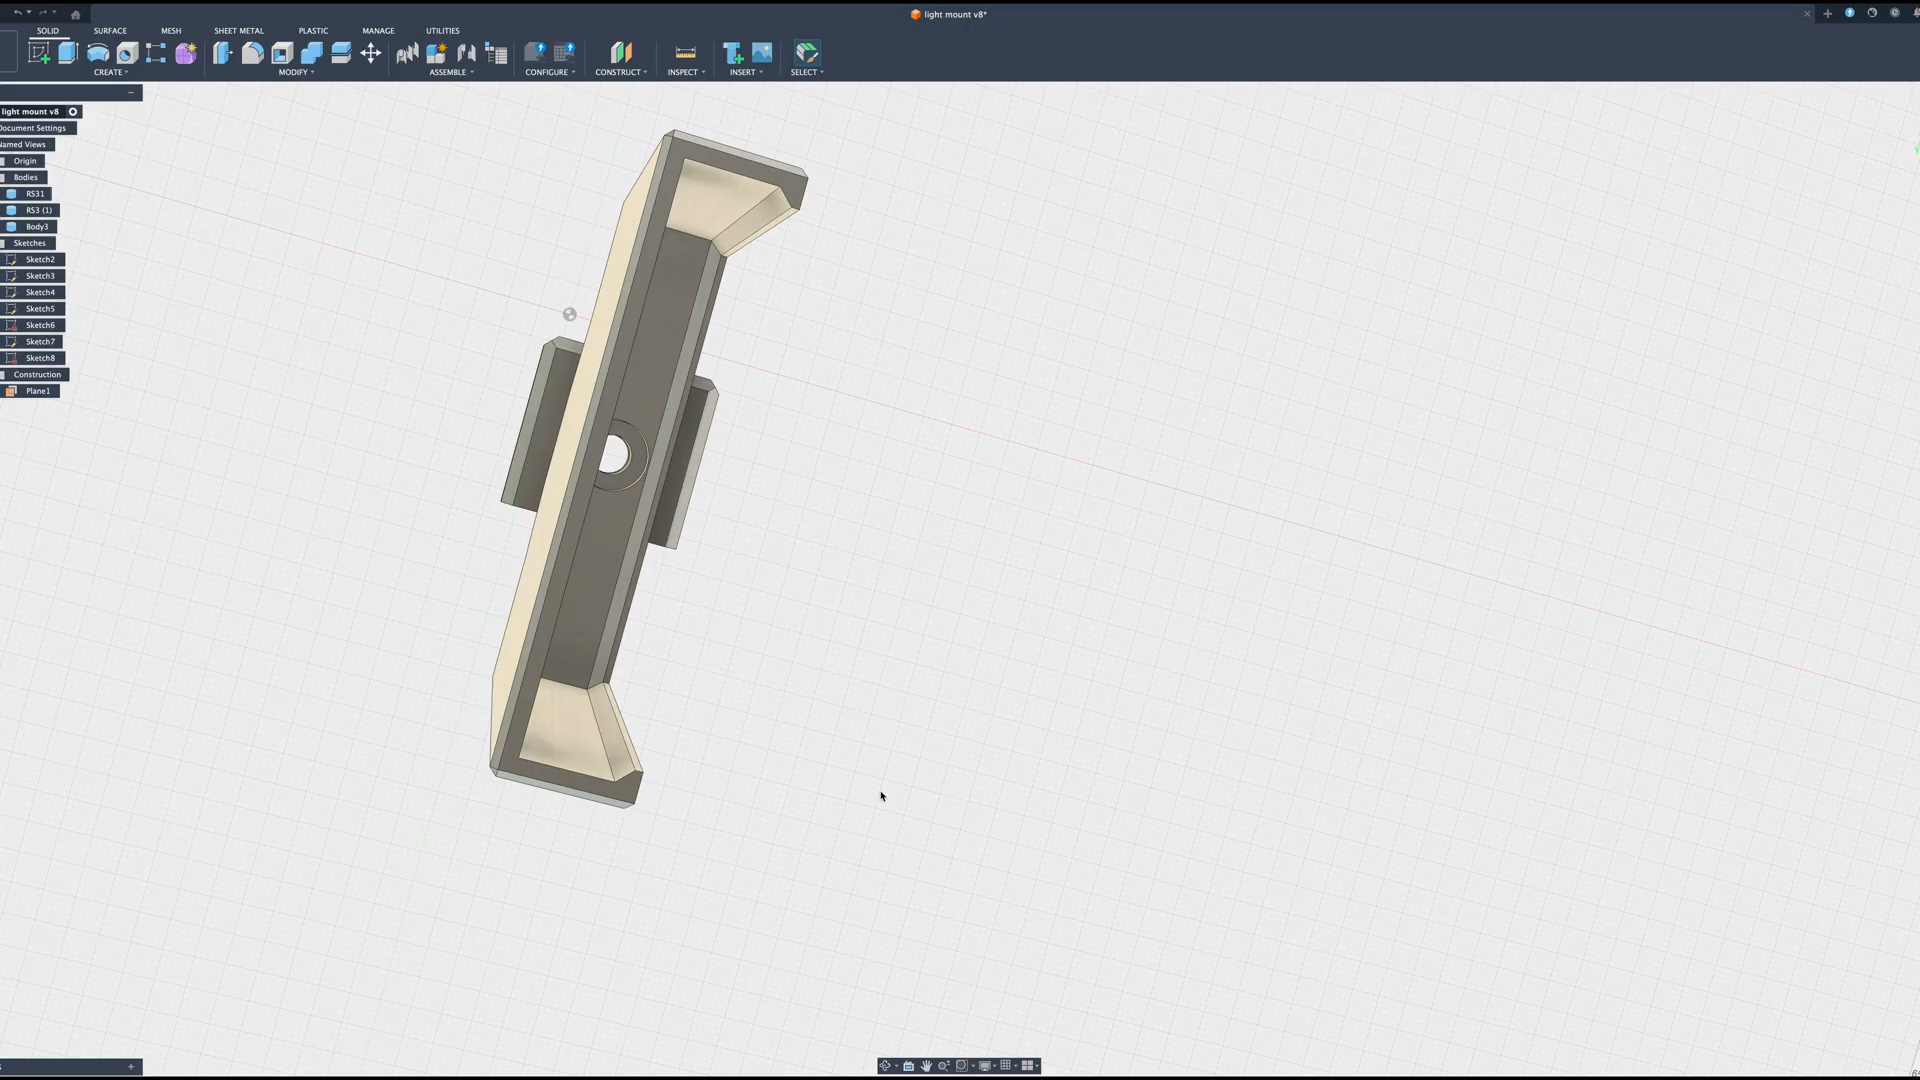 light mount v8*
SOLID SURFACE MESH SHEET METAL PLASTIC MANAGE UTILITIES
CREATE MODIFY ASSEMBLE CONFIGURE CONSTRUCT INSPECT INSERT SELECT
light mount v8
Document Settings
Named Views
Origin
Bodies
RS31
RS3 (1)
Body3
Sketches
Sketch2
Sketch3
Sketch4
Sketch5
Sketch6
Sketch7
Sketch8
Construction
Plane1
Y